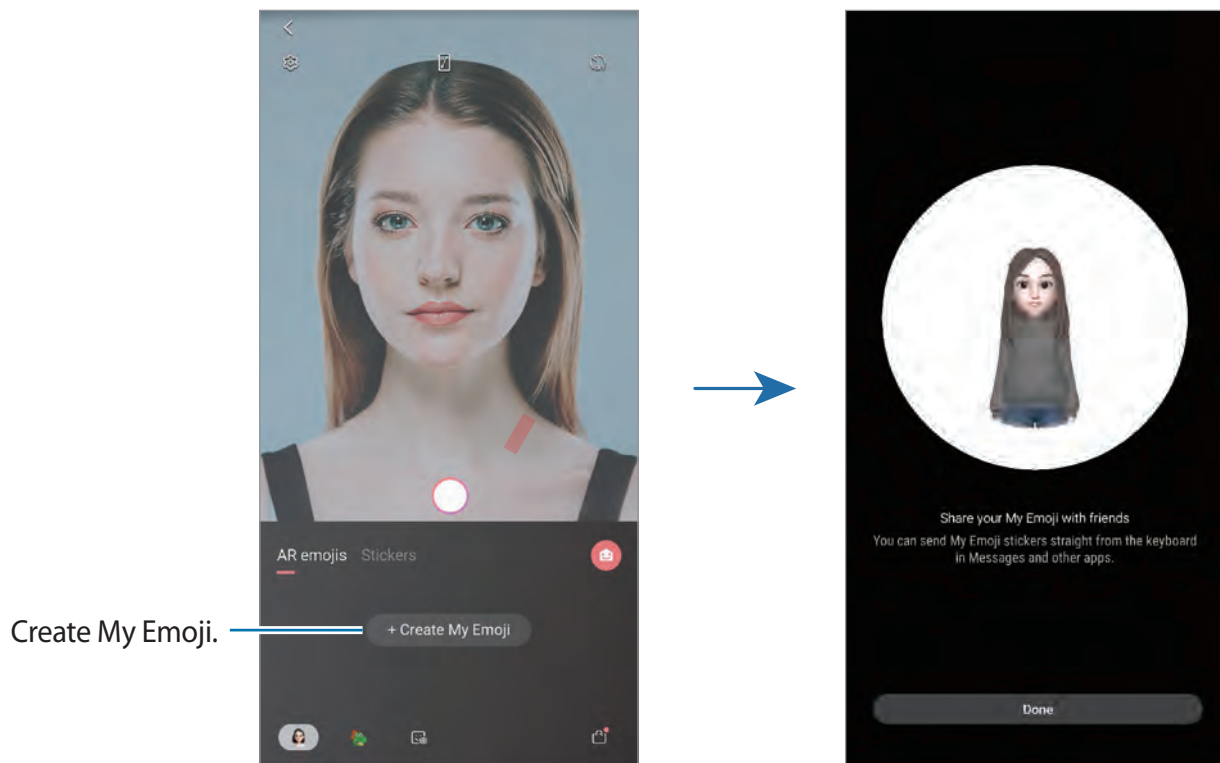 AR emojis Stickers
Create My Emoji.
+ Create My Emoji
Share your My Emoji with friends
You can send My Emoji stickers straight from the keyboard
in Messages and other apps.
Done